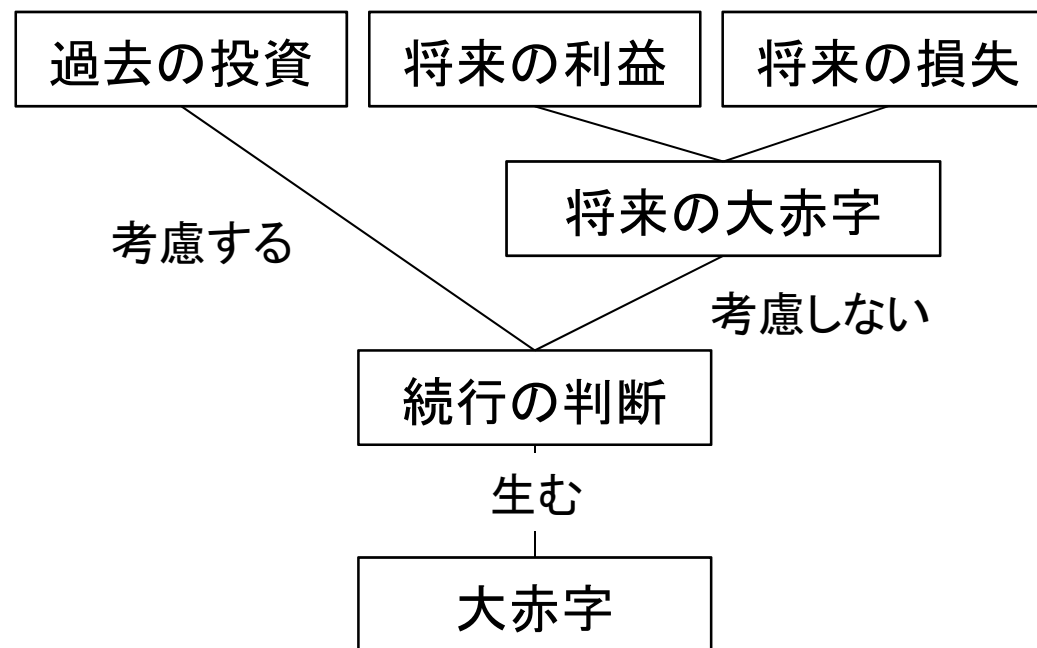 過去の投資
将来の利益
将来の損失
将来の大赤字
考慮する
考慮しない
続行の判断
生む
大赤字